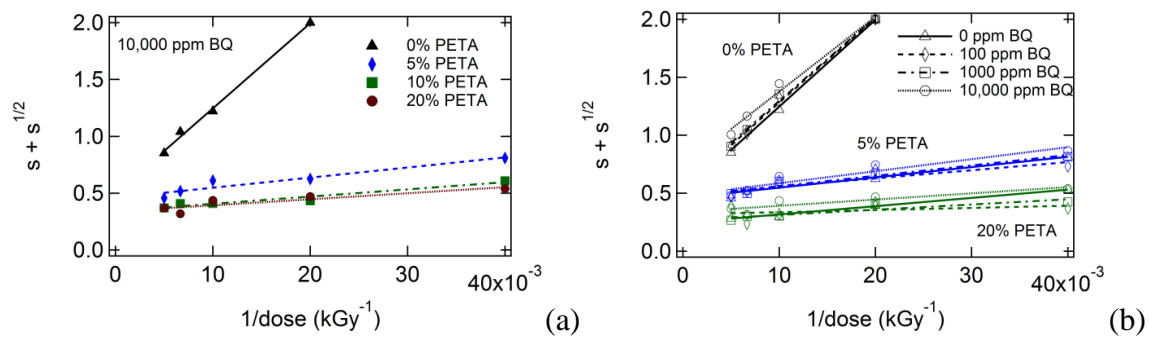 2.0
1.5
1.0
0.5
0.0
s + s^1/2
10,000 ppm BQ
0% PETA
5% PETA
10% PETA
20% PETA
0
10
20
30
40x10^-3
1/dose (kGy^-1)
(a)
2.0
1.5
1.0
0.5
0.0
s + s^1/2
0% PETA
0 ppm BQ
100 ppm BQ
1000 ppm BQ
10,000 ppm BQ
5% PETA
20% PETA
0
10
20
30
40x10^-3
1/dose (kGy^-1)
(b)